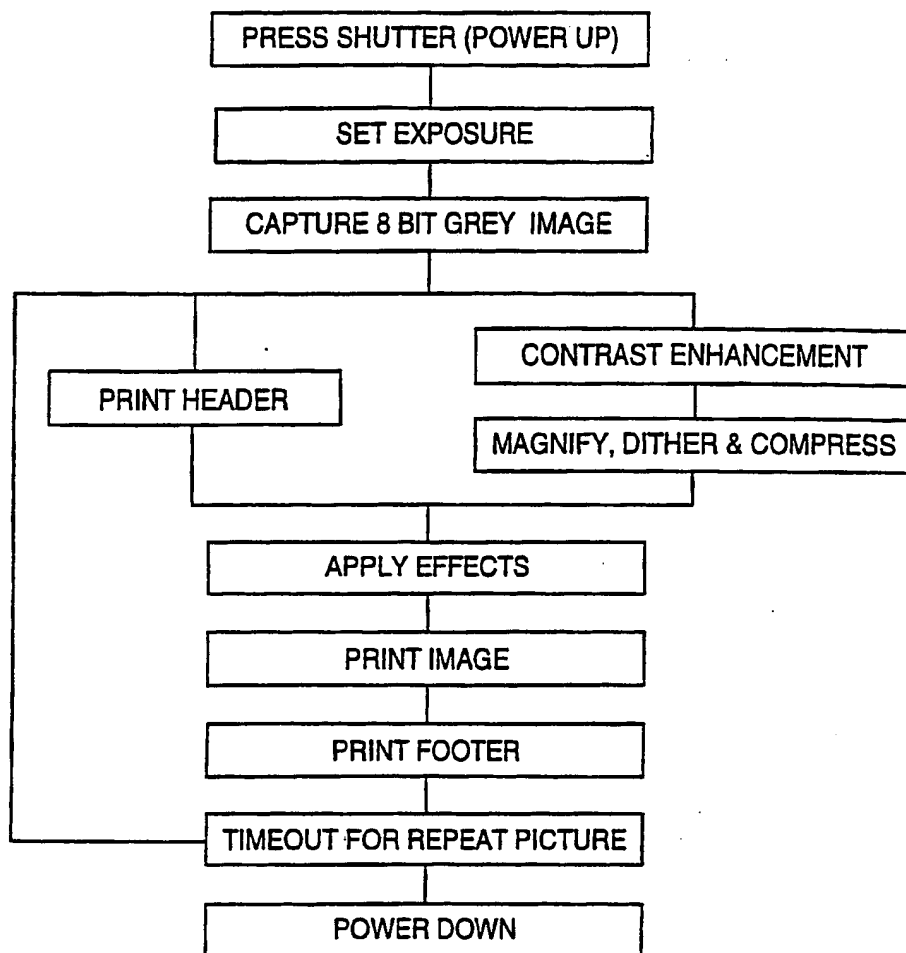 PRESS SHUTTER (POWER UP)
SET EXPOSURE
CAPTURE 8 BIT GREY IMAGE
PRINT HEADER
CONTRAST ENHANCEMENT
MAGNIFY, DITHER & COMPRESS
APPLY EFFECTS
PRINT IMAGE
PRINT FOOTER
TIMEOUT FOR REPEAT PICTURE
POWER DOWN